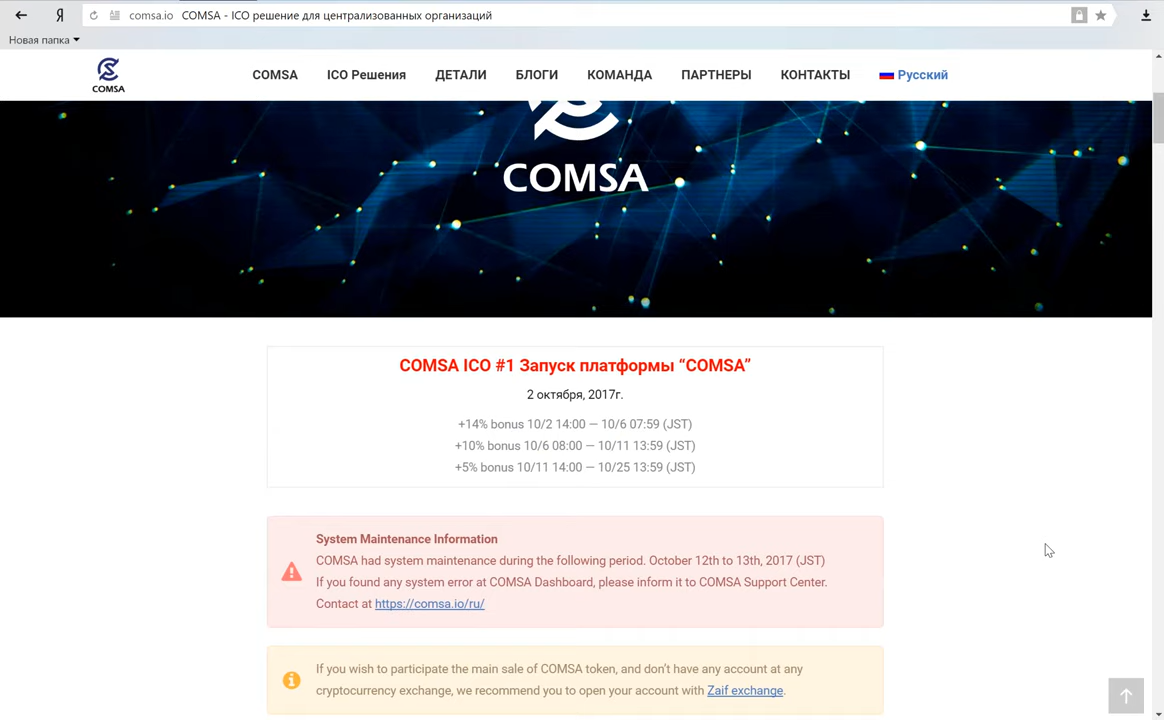 comsa.io COMSA - ICO решение для централизованных организаций
Новая папка
COMSA
COMSA ICO Решения ДЕТАЛИ БЛОГИ КОМАНДА ПАРТНЕРЫ КОНТАКТЫ Русский
COMSA
COMSA ICO #1 Запуск платформы “COMSA”
2 октября, 2017г.
+14% bonus 10/2 14:00 — 10/6 07:59 (JST)
+10% bonus 10/6 08:00 — 10/11 13:59 (JST)
+5% bonus 10/11 14:00 — 10/25 13:59 (JST)
System Maintenance Information
COMSA had system maintenance during the following period. October 12th to 13th, 2017 (JST)
If you found any system error at COMSA Dashboard, please inform it to COMSA Support Center.
Contact at https://comsa.io/ru/
If you wish to participate the main sale of COMSA token, and don’t have any account at any
cryptocurrency exchange, we recommend you to open your account with Zaif exchange.